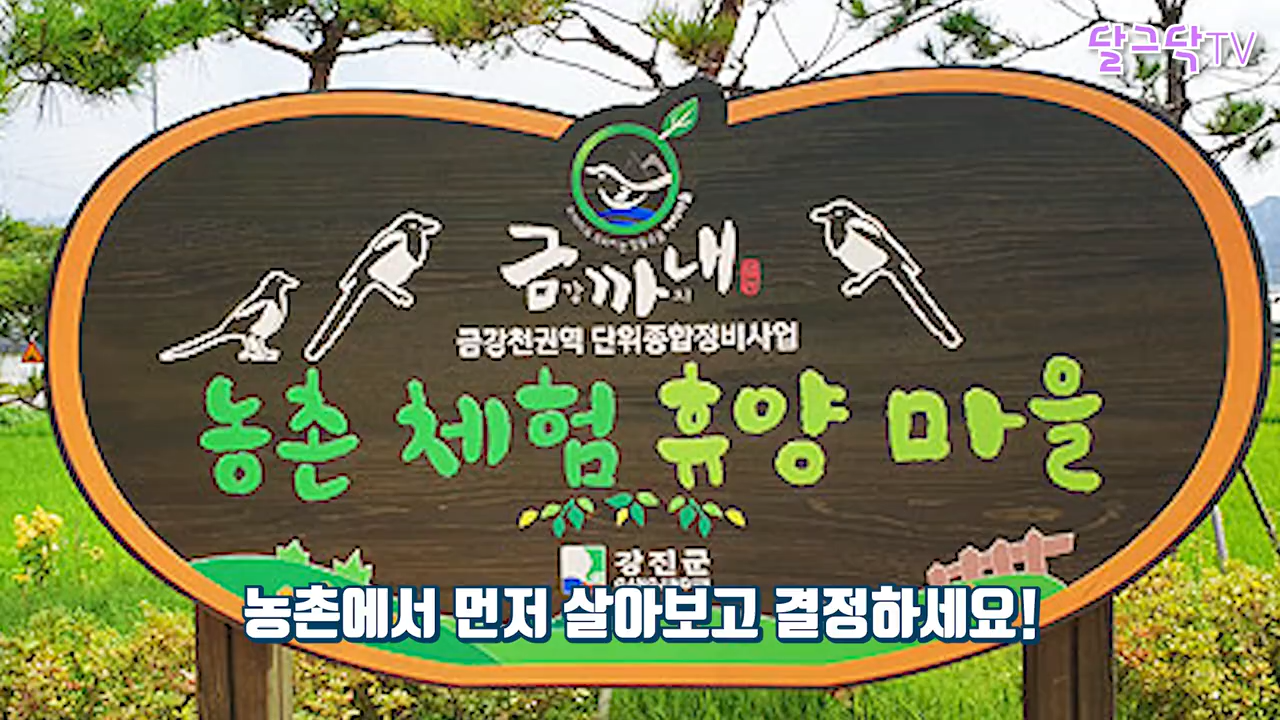 달그닥TV
금까내
강 지
금강천권역 단위종합정비사업
농촌 체험 휴양 마을
강진군
농촌에서 먼저 살아보고 결정하세요!